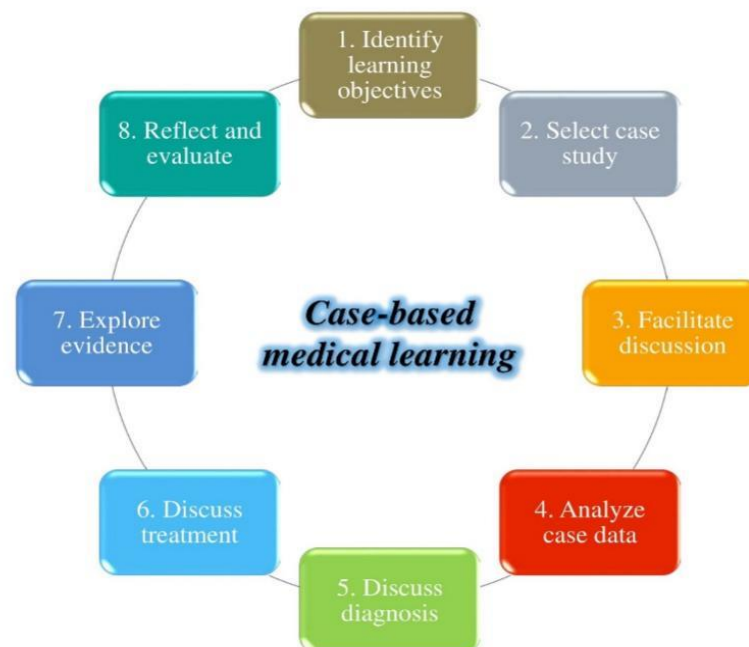 1. Identify
learning
objectives
2. Select case
study
3. Facilitate
discussion
4. Analyze
case data
5. Discuss
diagnosis
6. Discuss
treatment
7. Explore
evidence
8. Reflect and
evaluate
Case-based
medical learning